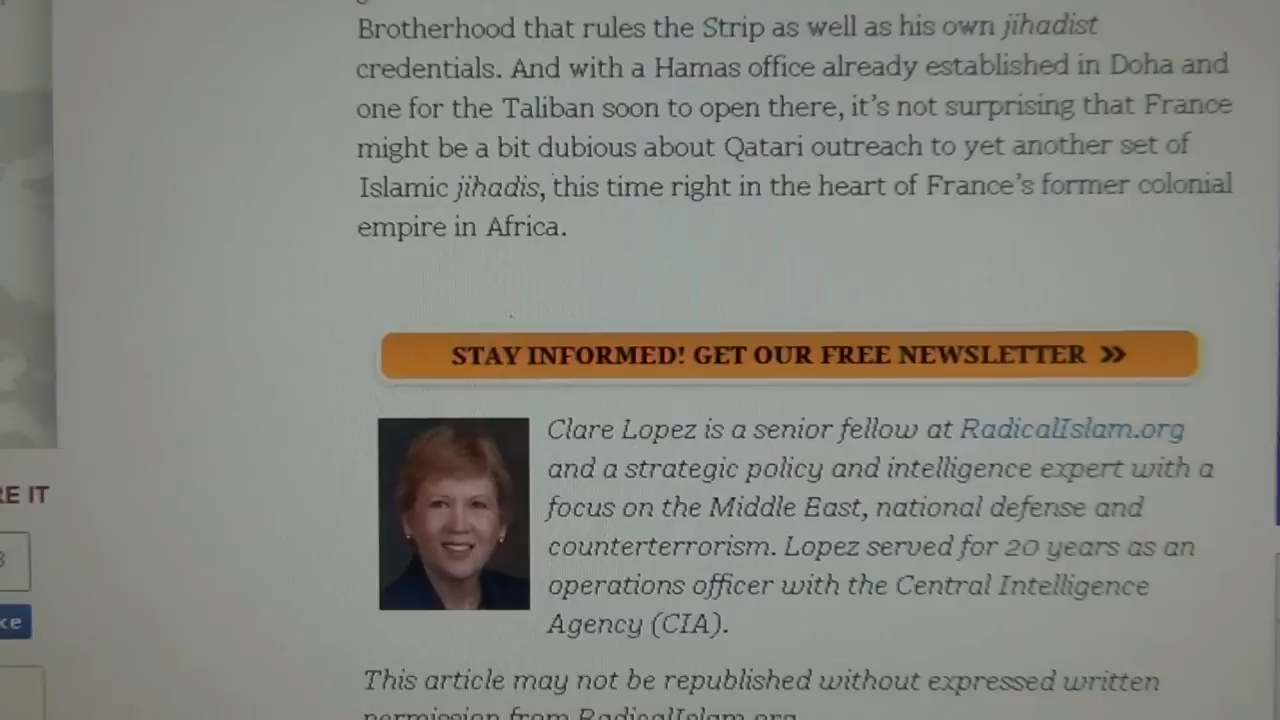 Brotherhood that rules the Strip as well as his own jihadist
credentials. And with a Hamas office already established in Doha and
one for the Taliban soon to open there, it's not surprising that France
might be a bit dubious about Qatari outreach to yet another set of
Islamic jihadis, this time right in the heart of France's former colonial
empire in Africa.
STAY INFORMED! GET OUR FREE NEWSLETTER »
Clare Lopez is a senior fellow at RadicalIslam.org
and a strategic policy and intelligence expert with a
focus on the Middle East, national defense and
counterterrorism. Lopez served for 20 years as an
operations officer with the Central Intelligence
Agency (CIA).
RE IT
3
ke
This article may not be republished without expressed written
permission from RadicalIslam.org